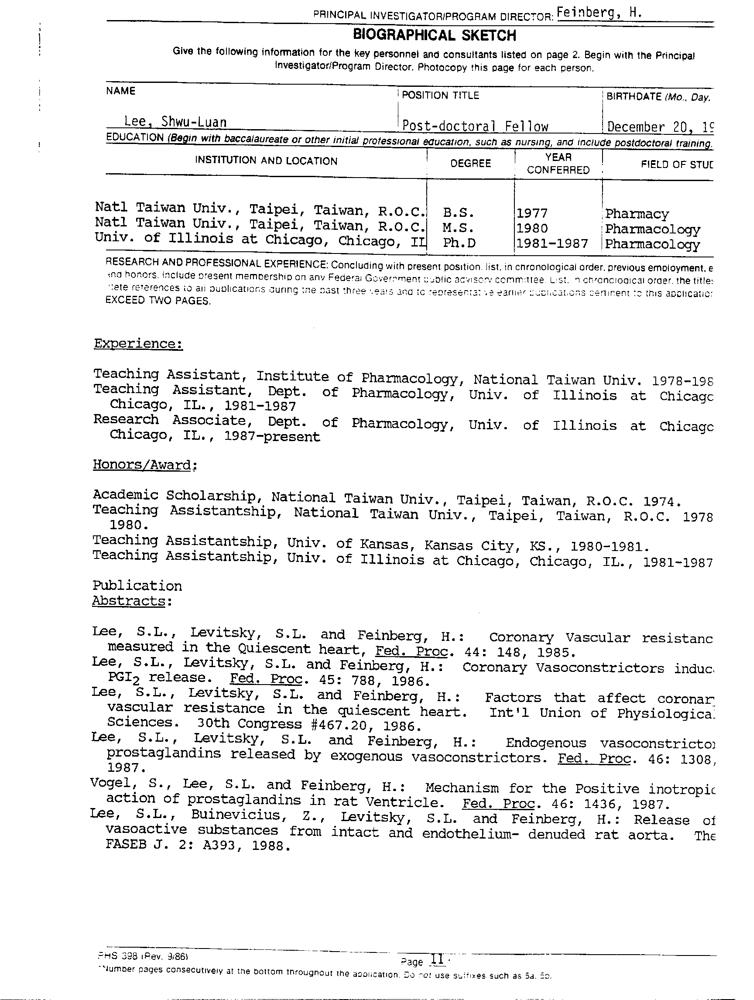 PRINCIPAL INVESTIGATOR/PROGRAM DIRECTOR: Feinberg, H.
BIOGRAPHICAL SKETCH
Give the following information for the key personnel and consultants listed on page 2. Begin with the Principal
Investigator/Program Director. Photocopy this page for each person.
NAME POSITION TITLE BIRTHDATE (Mo., Day,
Lee, Shwu-Luan Post-doctoral Fellow December 20, 19
EDUCATION (Begin with baccalaureate or other initial professional education, such as nursing, and include postdoctoral training.
INSTITUTION AND LOCATION DEGREE YEAR CONFERRED FIELD OF STUD
Natl Taiwan Univ., Taipei, Taiwan, R.O.C. B.S. 1977 Pharmacy
Natl Taiwan Univ., Taipei, Taiwan, R.O.C. M.S. 1980 Pharmacology
Univ. of Illinois at Chicago, Chicago, IL Ph.D 1981-1987 Pharmacology
RESEARCH AND PROFESSIONAL EXPERIENCE: Concluding with present position, list, in chronological order, previous employment, e
and honors. Include present membership on any Federal Government public advisory committee. List, in chronological order, the titles
lete references to all publications during the past three years and to representative earlier publications pertinent to this application
EXCEED TWO PAGES.
Experience:
Teaching Assistant, Institute of Pharmacology, National Taiwan Univ. 1978-198
Teaching Assistant, Dept. of Pharmacology, Univ. of Illinois at Chicago
Chicago, IL., 1981-1987
Research Associate, Dept. of Pharmacology, Univ. of Illinois at Chicago
Chicago, IL., 1987-present
Honors/Award:
Academic Scholarship, National Taiwan Univ., Taipei, Taiwan, R.O.C. 1974.
Teaching Assistantship, National Taiwan Univ., Taipei, Taiwan, R.O.C. 1978
1980.
Teaching Assistantship, Univ. of Kansas, Kansas City, KS., 1980-1981.
Teaching Assistantship, Univ. of Illinois at Chicago, Chicago, IL., 1981-1987
Publication
Abstracts:
Lee, S.L., Levitsky, S.L. and Feinberg, H.: Coronary Vascular resistanc
measured in the Quiescent heart, Fed. Proc. 44: 148, 1985.
Lee, S.L., Levitsky, S.L. and Feinberg, H.: Coronary Vasoconstrictors induc
PGI2 release. Fed. Proc. 45: 788, 1986.
Lee, S.L., Levitsky, S.L. and Feinberg, H.: Factors that affect coronar
vascular resistance in the quiescent heart. Int'l Union of Physiological
Sciences. 30th Congress #467.20, 1986.
Lee, S.L., Levitsky, S.L. and Feinberg, H.: Endogenous vasoconstrictor
prostaglandins released by exogenous vasoconstrictors. Fed. Proc. 46: 1308,
1987.
Vogel, S., Lee, S.L. and Feinberg, H.: Mechanism for the Positive inotropic
action of prostaglandins in rat Ventricle. Fed. Proc. 46: 1436, 1987.
Lee, S.L., Buinevicius, Z., Levitsky, S.L. and Feinberg, H.: Release of
vasoactive substances from intact and endothelium- denuded rat aorta. The
FASEB J. 2: A393, 1988.
PHS 398 (Rev. 9/86) Page 11
*Number pages consecutively at the bottom throughout the application. Do not use suffixes such as 5a, 5b.